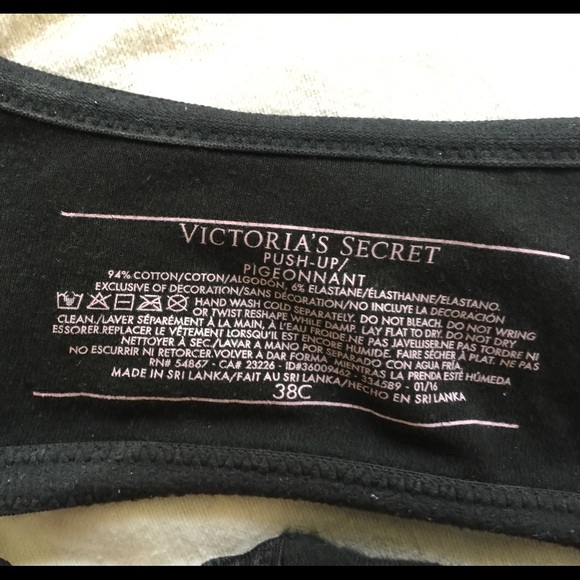 VICTORIA'S SECRET
PUSH-UP/
PIGEONNANT
94% COTTON/COTON/ALGODÓN, 6% ELASTANE/ÉLASTHANNE/ELASTANO.
EXCLUSIVE OF DECORATION/SANS DÉCORATION/NO INCLUYE LA DECORACIÓN
HAND WASH COLD SEPARATELY. DO NOT BLEACH. DO NOT WRING
OR TWIST RESHAPE WHILE DAMP. LAY FLAT TO DRY. DO NOT DRY
CLEAN./LAVER SÉPARÉMENT À LA MAIN, À L'EAU FROIDE.NE PAS JAVELLISER.NE PAS TORDRE NI
ESSORER.REPLACER LE VÊTEMENT LORSQU'IL EST ENCORE HUMIDE. FAIRE SÉCHER À PLAT. NE PAS
NETTOYER À SEC./LAVAR A MANO POR SEPARADO CON AGUA FRÍA.
NO ESCURRIR NI RETORCER.VOLVER A DAR FORMA MIENTRAS LA PRENDA ESTÉ HÚMEDA
RN# 54867 - CA# 23226 - ID#36009462 - 334589 - 01/16
MADE IN SRI LANKA/FAIT AU SRI LANKA/HECHO EN SRI LANKA
38C